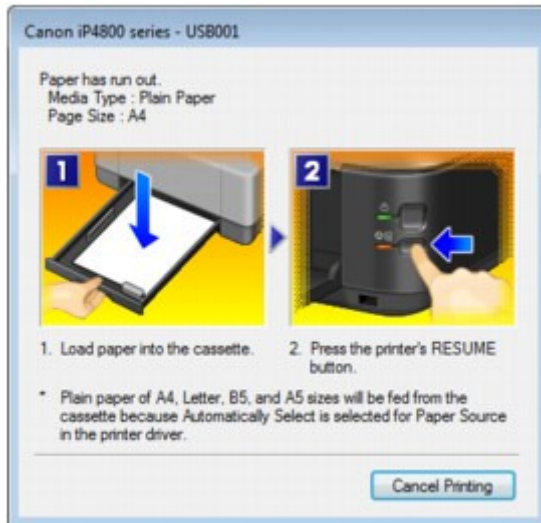 Canon iP4800 series - USB001
Paper has run out.
Media Type : Plain Paper
Page Size : A4
1
2
1. Load paper into the cassette.
2. Press the printer's RESUME
button.
* Plain paper of A4, Letter, B5, and A5 sizes will be fed from the
cassette because Automatically Select is selected for Paper Source
in the printer driver.
Cancel Printing